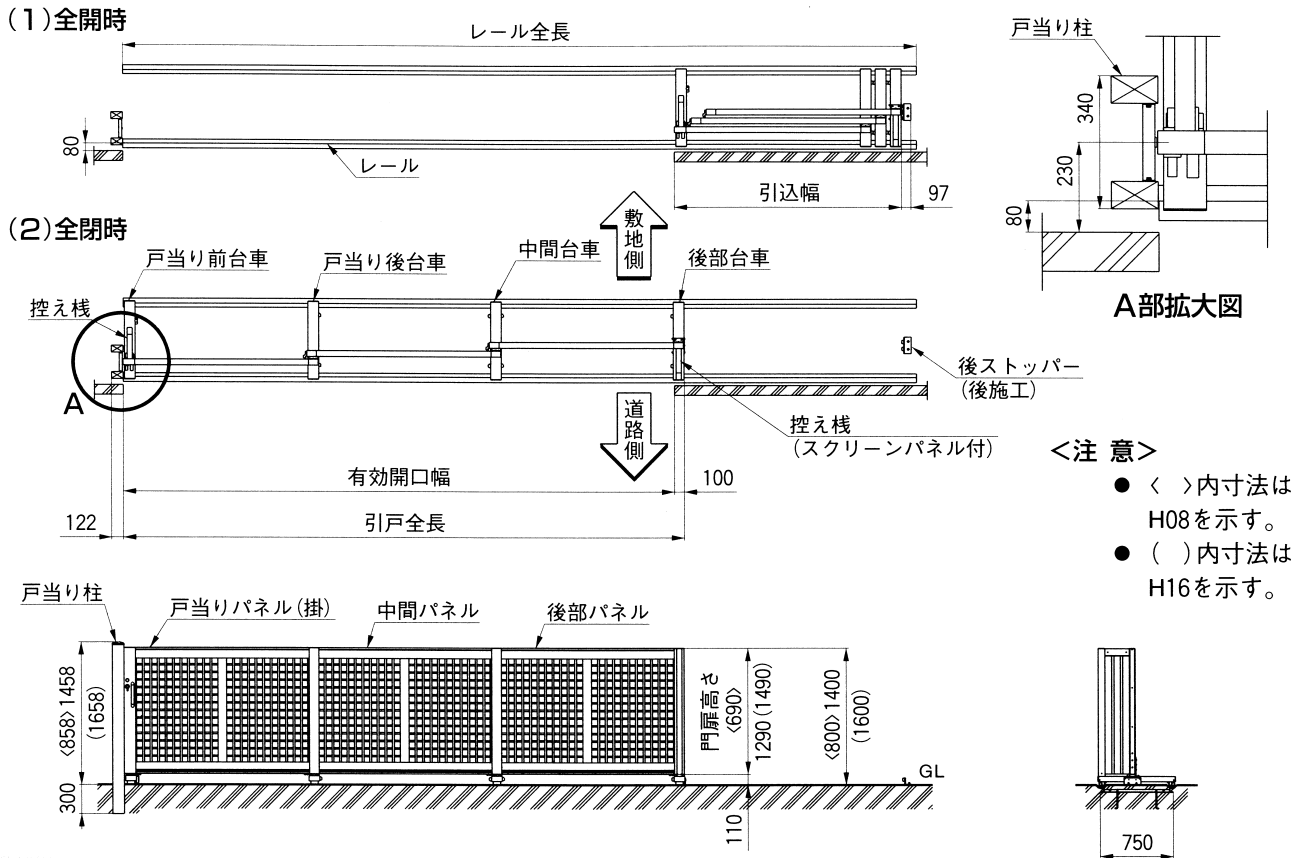 (1)全開時
レール全長
80
レール
引込幅
97
戸当り柱
340
230
80
A部拡大図
(2)全閉時
敷地側
戸当り前台車
戸当り後台車
中間台車
後部台車
控え桟
A
後ストッパー
(後施工)
道路側
控え桟
(スクリーンパネル付)
有効開口幅
100
122
引戸全長
<注 意>
● 〈 〉内寸法は
H08を示す。
● ( )内寸法は
H16を示す。
戸当り柱
戸当りパネル(掛)
中間パネル
後部パネル
〈858〉1458
(1658)
300
門扉高さ
〈690〉
1290(1490)
〈800〉1400
(1600)
GL
110
750